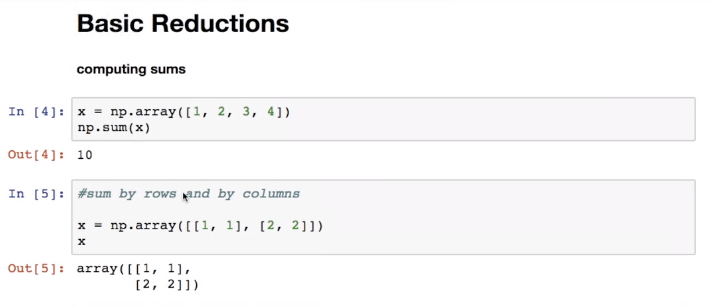 Basic Reductions
computing sums
In [4]: x = np.array([1, 2, 3, 4])
np.sum(x)
Out[4]: 10
In [5]: #sum by rows and by columns
x = np.array([[1, 1], [2, 2]])
x
Out[5]: array([[1, 1],
[2, 2]])